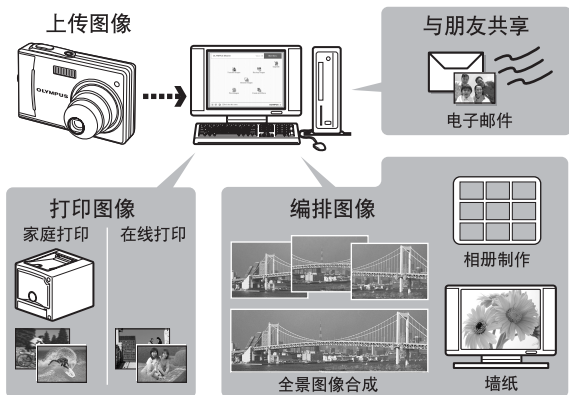 上传图像
OLYMPUS
与朋友共享
电子邮件
打印图像
家庭打印
在线打印
编排图像
相册制作
全景图像合成
墙纸